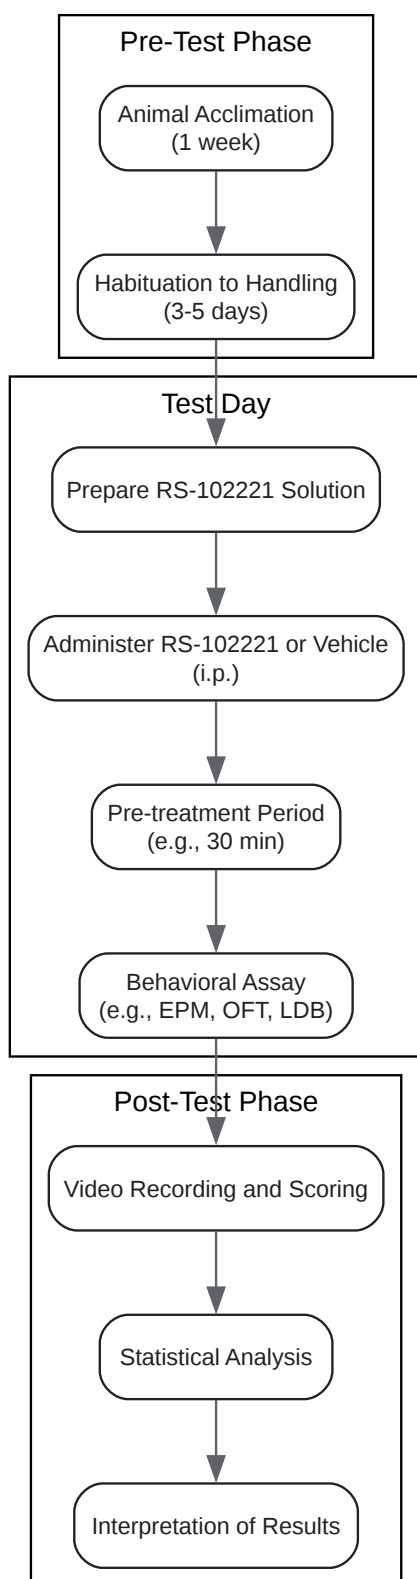 Pre-Test Phase
Animal Acclimation
(1 week)
Habituation to Handling
(3-5 days)
Test Day
Prepare RS-102221 Solution
Administer RS-102221 or Vehicle
(i.p.)
Pre-treatment Period
(e.g., 30 min)
Behavioral Assay
(e.g., EPM, OFT, LDB)
Post-Test Phase
Video Recording and Scoring
Statistical Analysis
Interpretation of Results